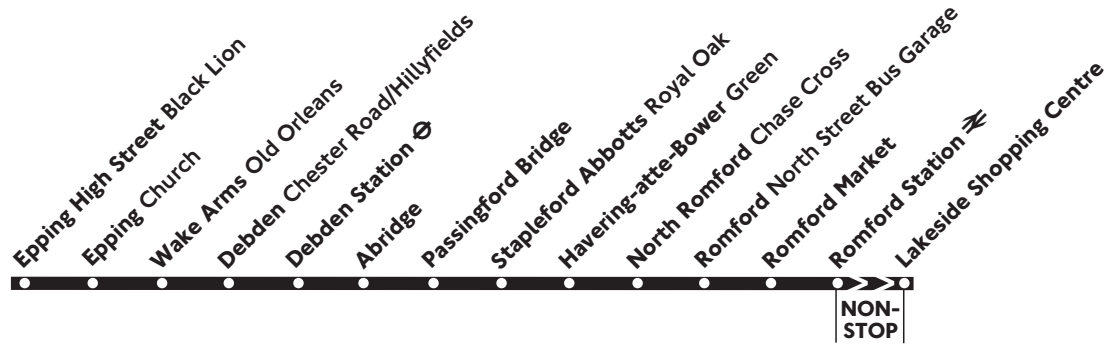 Epping High Street Black Lion
Epping Church
Wake Arms Old Orleans
Debden Chester Road/Hillyfields
Debden Station
Abridge
Passingford Bridge
Stapleford Abbotts Royal Oak
Havering-atte-Bower Green
North Romford Chase Cross
Romford North Street Bus Garage
Romford Market
Romford Station
Lakeside Shopping Centre
NON-
STOP